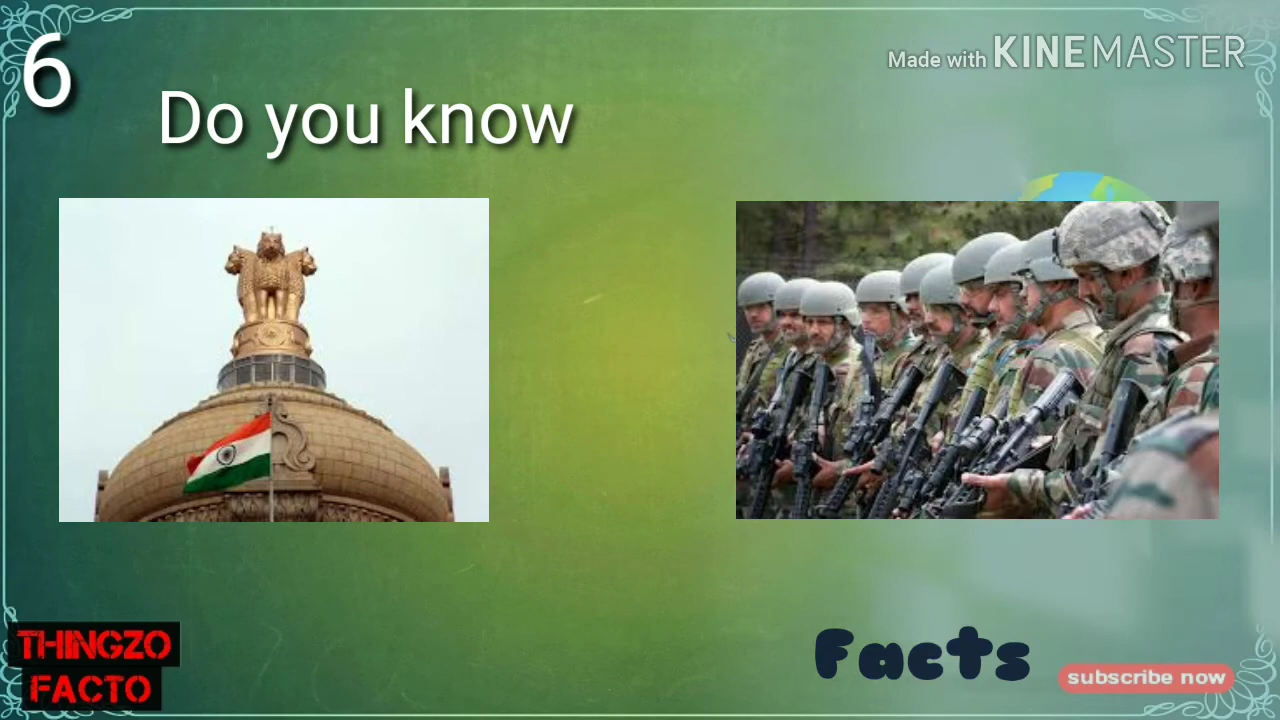 6
Made with KINEMASTER
Do you know
THINGZO
FACTO
Facts
subscribe now